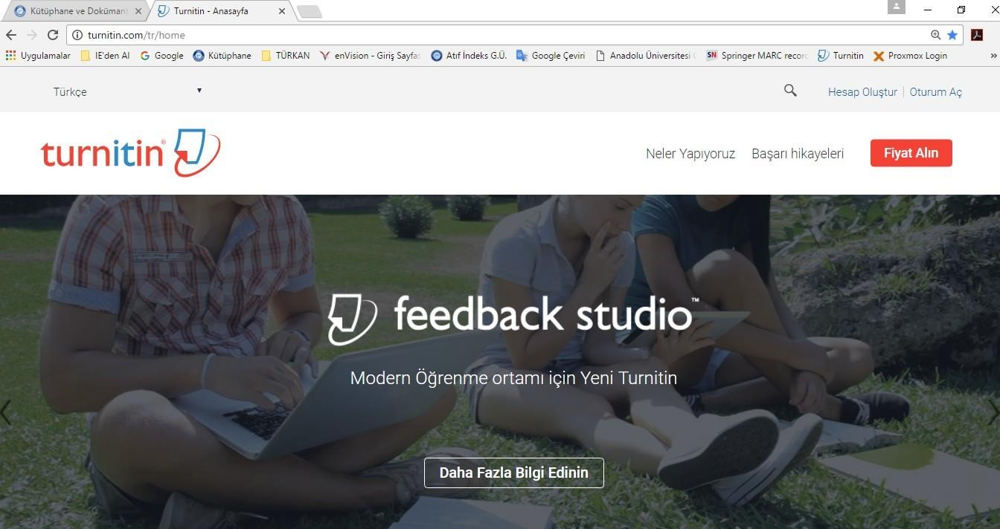 Kütüphane ve Doküman
Turnitin - Anasayfa
turnitin.com/tr/home
Uygulamalar
IE'den Al
Google
Kütüphane
TÜRKAN
enVision - Giriş Sayfas
Atıf İndeks G.Ü.
Google Çeviri
Anadolu Üniversitesi
SN Springer MARC recor
Turnitin
Proxmox Login
Türkçe
Hesap Oluştur | Oturum Aç
turnitin®
Neler Yapıyoruz
Başarı hikayeleri
Fiyat Alın
feedback studio™
Modern Öğrenme ortamı için Yeni Turnitin
Daha Fazla Bilgi Edinin